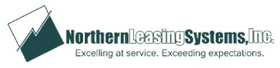 NorthernLeasingSystems,Inc.
Excelling at service. Exceeding expectations.